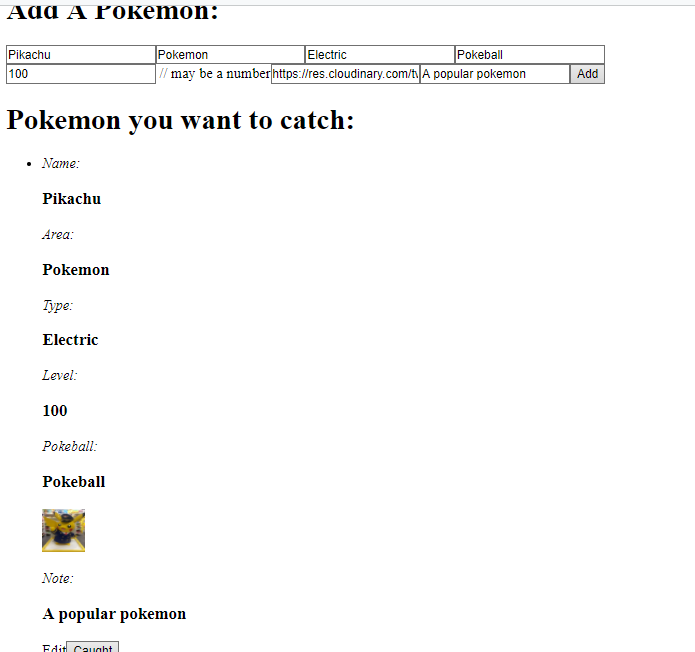 Add A Pokemon:
Pikachu Pokemon Electric Pokeball
100 // may be a number https://res.cloudinary.com/tv A popular pokemon Add
Pokemon you want to catch:
Name:
Pikachu
Area:
Pokemon
Type:
Electric
Level:
100
Pokeball:
Pokeball
Note:
A popular pokemon
Edit Caught